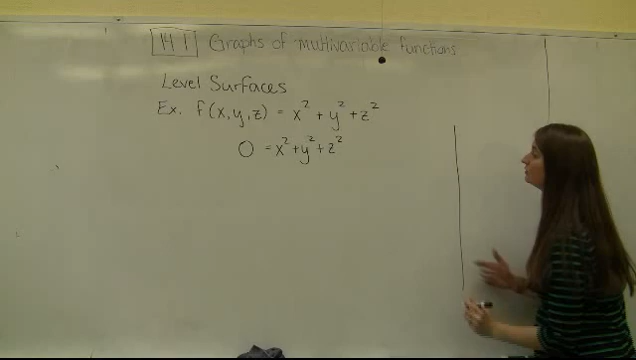 14.1 Graphs of multivariable functions
Level Surfaces
Ex. f(x,y,z) = x² + y² + z²
0 = x² + y² + z²